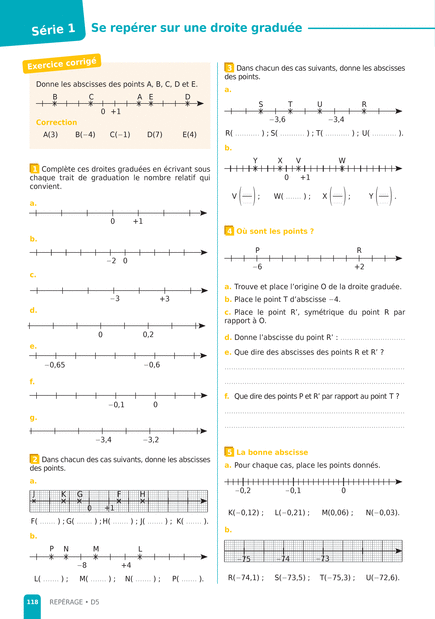 Série 1
Se repérer sur une droite graduée
Exercice corrigé
Donne les abscisses des points A, B, C, D et E.
B C A E D
0 +1
Correction
A(3) B(−4) C(−1) D(7) E(4)
1 Complète ces droites graduées en écrivant sous
chaque trait de graduation le nombre relatif qui
convient.
a.
0 +1
b.
−2 0
c.
−3 +3
d.
0 0,2
e.
−0,65 −0,6
f.
−0,1 0
g.
−3,4 −3,2
2 Dans chacun des cas suivants, donne les abscisses
des points.
a.
J K G F H
0 +1
F( ........ ) ; G( ........ ) ; H( ........ ) ; J( ........ ) ; K( ........ ).
b.
P N M L
−8 +4
L( ........ ) ; M( ........ ) ; N( ........ ) ; P( ........ ).
3 Dans chacun des cas suivants, donne les abscisses
des points.
a.
S T U R
−3,6 −3,4
R( ............ ) ; S( ............ ) ; T( ............ ) ; U( ............ ).
b.
Y X V W
0 +1
V ( — ) ; W( ........ ) ; X ( — ) ; Y ( — ) .
4 Où sont les points ?
P R
−6 +2
a. Trouve et place l'origine O de la droite graduée.
b. Place le point T d'abscisse −4.
c. Place le point R', symétrique du point R par
rapport à O.
d. Donne l'abscisse du point R' : ............................
e. Que dire des abscisses des points R et R' ?
f. Que dire des points P et R' par rapport au point T ?
5 La bonne abscisse
a. Pour chaque cas, place les points donnés.
−0,2 −0,1 0
K(−0,12) ; L(−0,21) ; M(0,06) ; N(−0,03).
b.
−75 −74 −73
R(−74,1) ; S(−73,5) ; T(−75,3) ; U(−72,6).
118 REPÉRAGE • D5